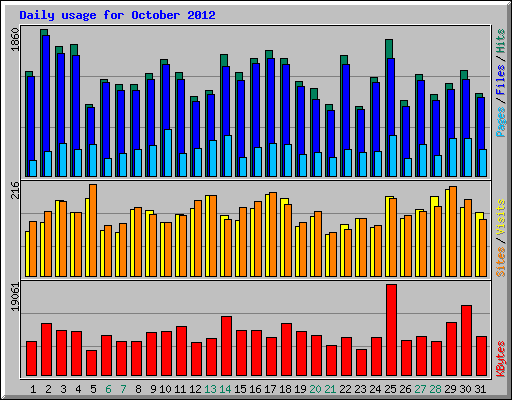 Daily usage for October 2012
1860
Pages / Files / Hits
216
Sites / Visits
19061
KBytes
1 2 3 4 5 6 7 8 9 10 11 12 13 14 15 16 17 18 19 20 21 22 23 24 25 26 27 28 29 30 31